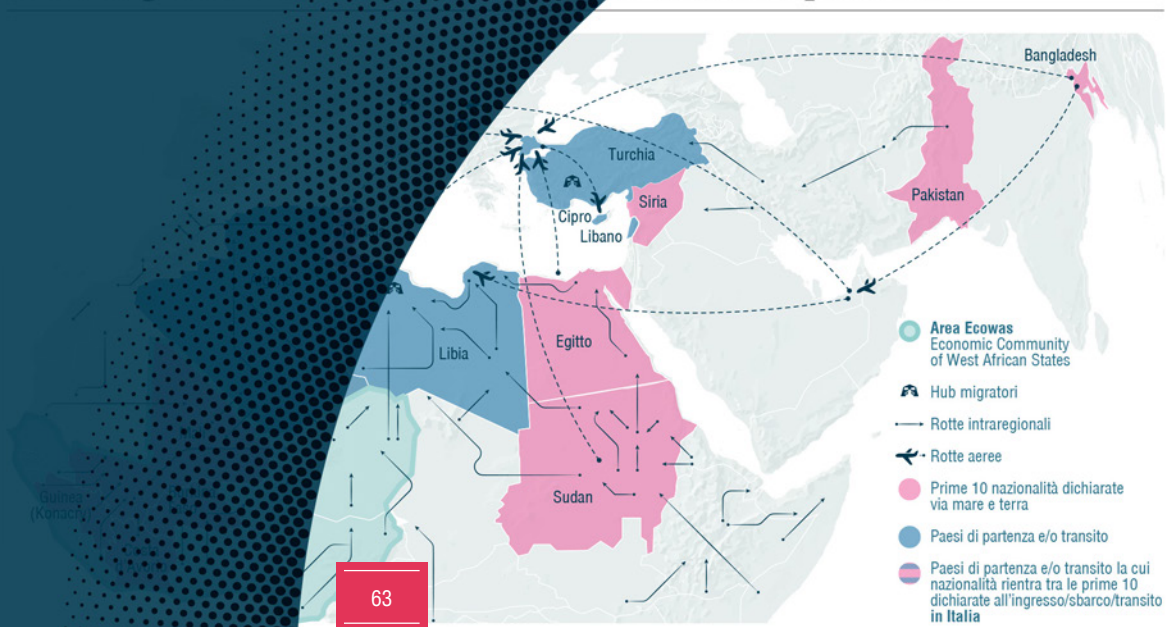 Bangladesh
Turchia
Pakistan
Siria
Cipro
Libano
Egitto
Libia
Sudan
Guinea
(Konacry)
63
Area Ecowas
Economic Community
of West African States
Hub migratori
Rotte intraregionali
Rotte aeree
Prime 10 nazionalità dichiarate
via mare e terra
Paesi di partenza e/o transito
Paesi di partenza e/o transito la cui
nazionalità rientra tra le prime 10
dichiarate all'ingresso/sbarco/transito
in Italia